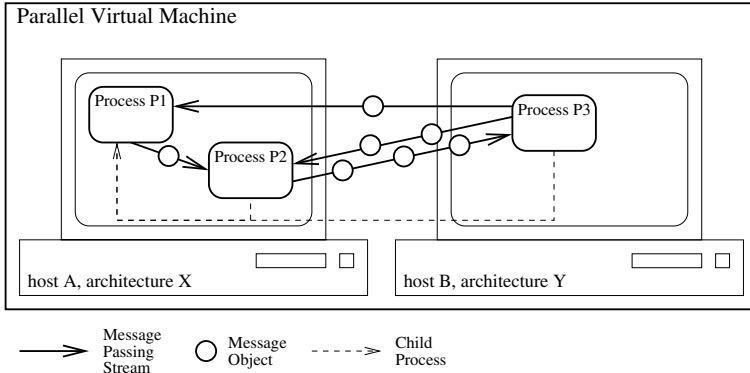 Parallel Virtual Machine
Process P1
Process P3
Process P2
host A, architecture X
host B, architecture Y
Message
Passing
Stream
Message
Object
Child
Process